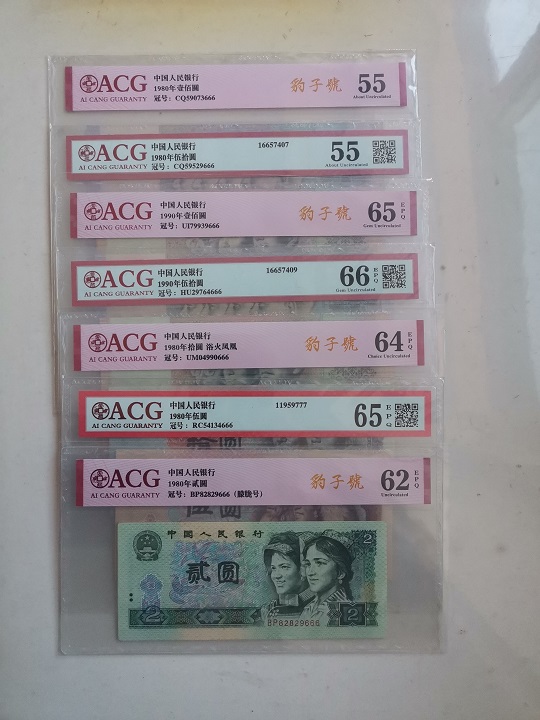 ACG
AI CANG GUARANTY
中国人民银行
1980年壹佰圆
冠号：CQ59073666
豹子號
55
About Uncirculated
ACG
AI CANG GUARANTY
中国人民银行
1980年伍拾圆
冠号：CQ59529666
16657407
55
About Uncirculated
ACG
AI CANG GUARANTY
中国人民银行
1990年壹佰圆
冠号：UI79939666
豹子號
65
EPQ
Gem Uncirculated
ACG
AI CANG GUARANTY
中国人民银行
1990年伍拾圆
冠号：HU29764666
16657409
66
EPQ
Gem Uncirculated
ACG
AI CANG GUARANTY
中国人民银行
1980年拾圆 浴火凤凰
冠号：UM04990666
豹子號
64
EPQ
Choice Uncirculated
ACG
AI CANG GUARANTY
中国人民银行
1980年伍圆
冠号：RC54134666
11959777
65
EPQ
ACG
AI CANG GUARANTY
中国人民银行
1980年贰圆
冠号：BP82829666（朦胧号）
豹子號
62
EPQ
Uncirculated
伍圆
中国人民银行
贰圆
2
2
2
BP82829666